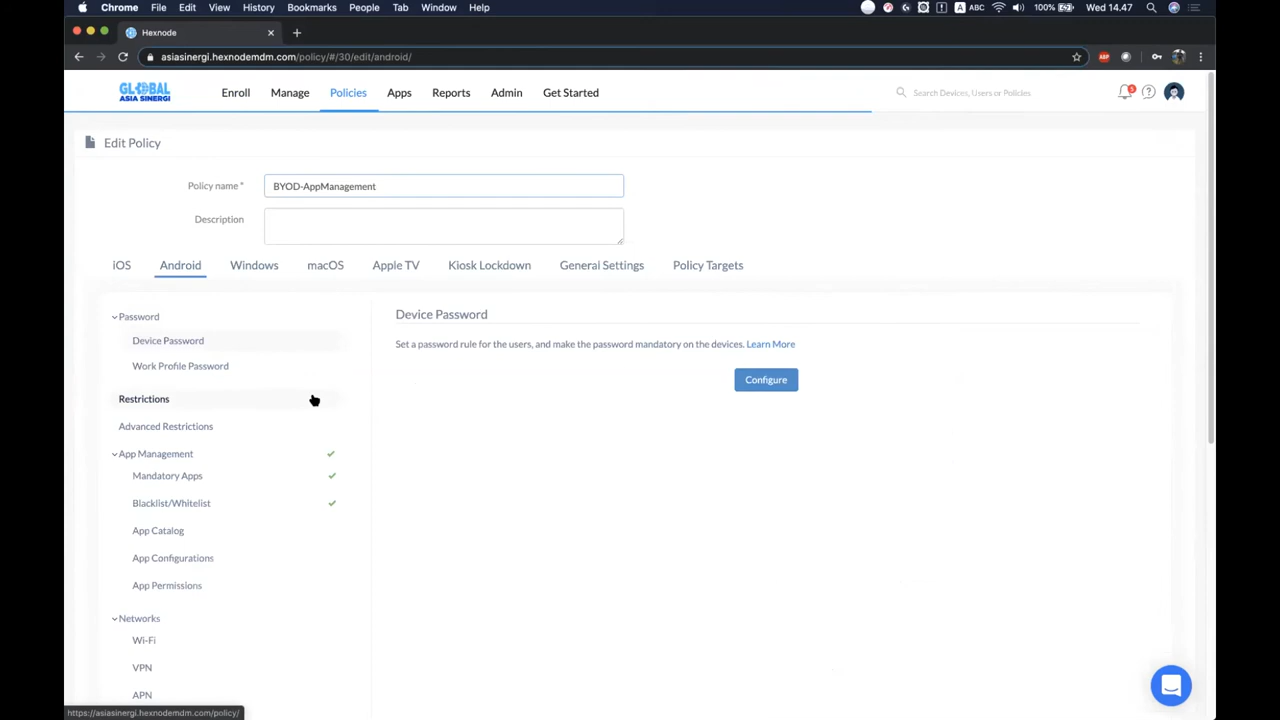 Chrome File Edit View History Bookmarks People Tab Window Help A ABC 100% Wed 14.47
Hexnode
asiasinergi.hexnodemdm.com/policy/#/30/edit/android/ ABP
GLOBAL
ASIA SINERGI
Enroll Manage Policies Apps Reports Admin Get Started Search Devices, Users or Policies 5
Edit Policy
Policy name * BYOD-AppManagement
Description
iOS Android Windows macOS Apple TV Kiosk Lockdown General Settings Policy Targets
Password
Device Password
Work Profile Password
Restrictions
Advanced Restrictions
App Management
Mandatory Apps
Blacklist/Whitelist
App Catalog
App Configurations
App Permissions
Networks
Wi-Fi
VPN
APN
Device Password
Set a password rule for the users, and make the password mandatory on the devices. Learn More
Configure
https://asiasinergi.hexnodemdm.com/policy/